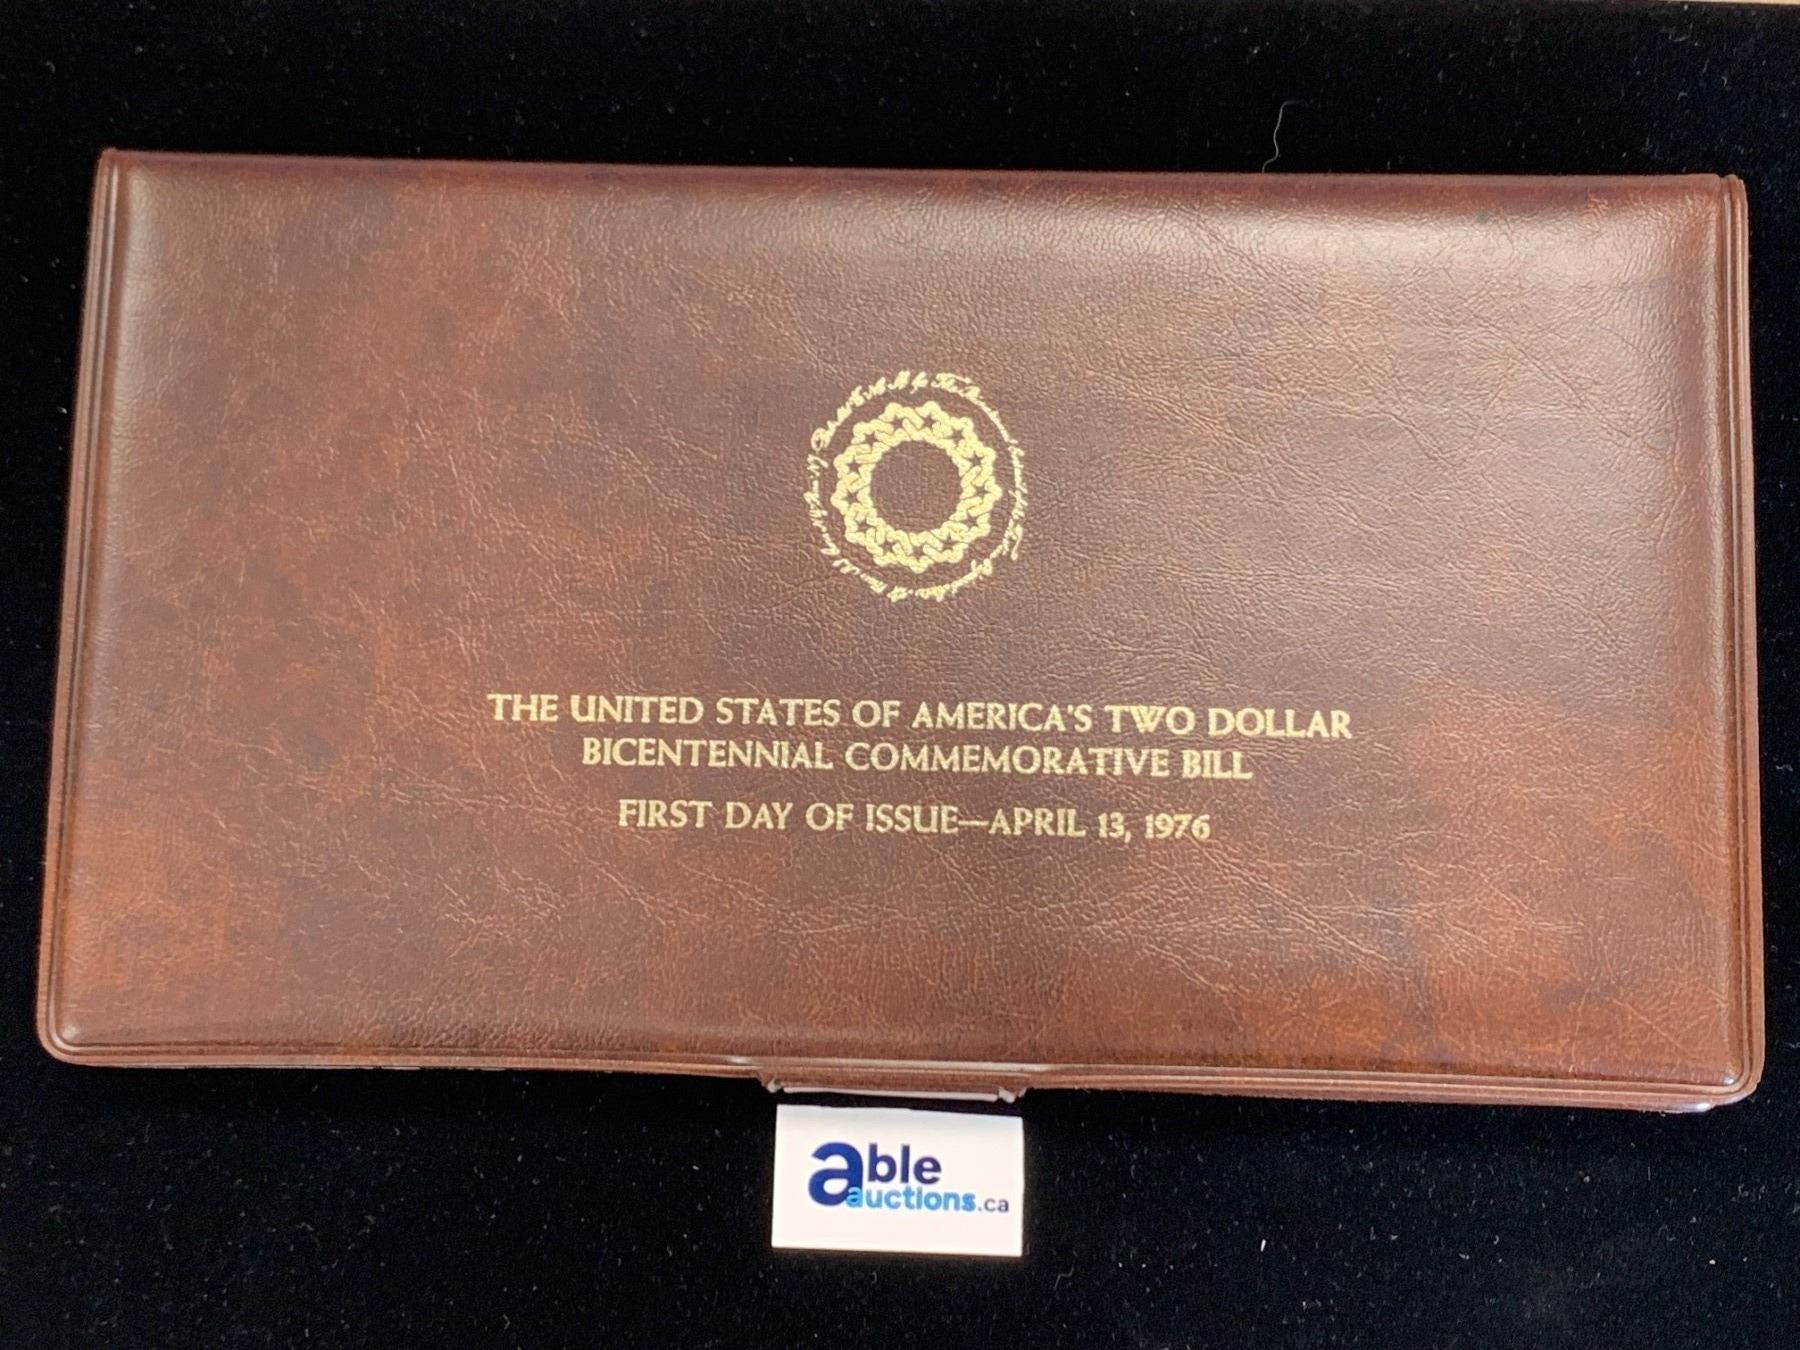 THE UNITED STATES OF AMERICA'S TWO DOLLAR
BICENTENNIAL COMMEMORATIVE BILL
FIRST DAY OF ISSUE—APRIL 13, 1976
able
auctions.ca